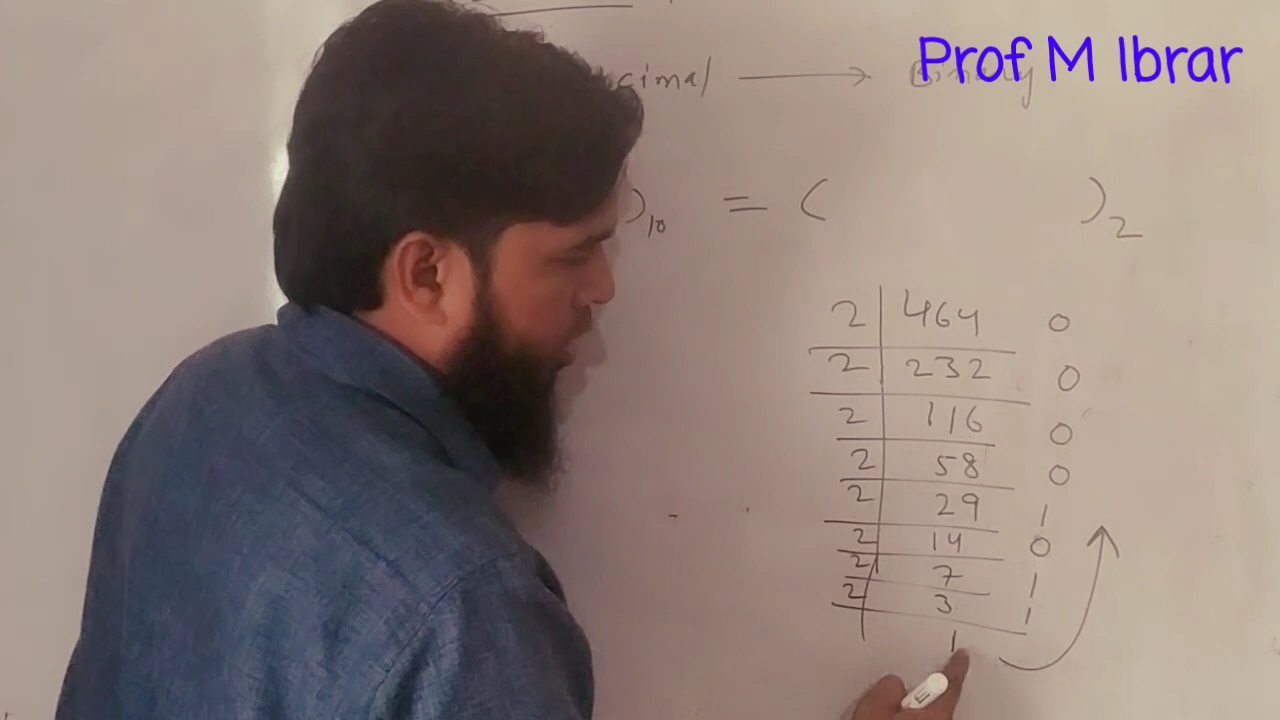 Prof M Ibrar
cimal → Binary
)₁₀ = ( )₂
2 | 464 0
2 | 232 0
2 | 116 0
2 | 58 0
2 | 29 1
2 | 14 0
2 | 7 1
2 | 3 1
1